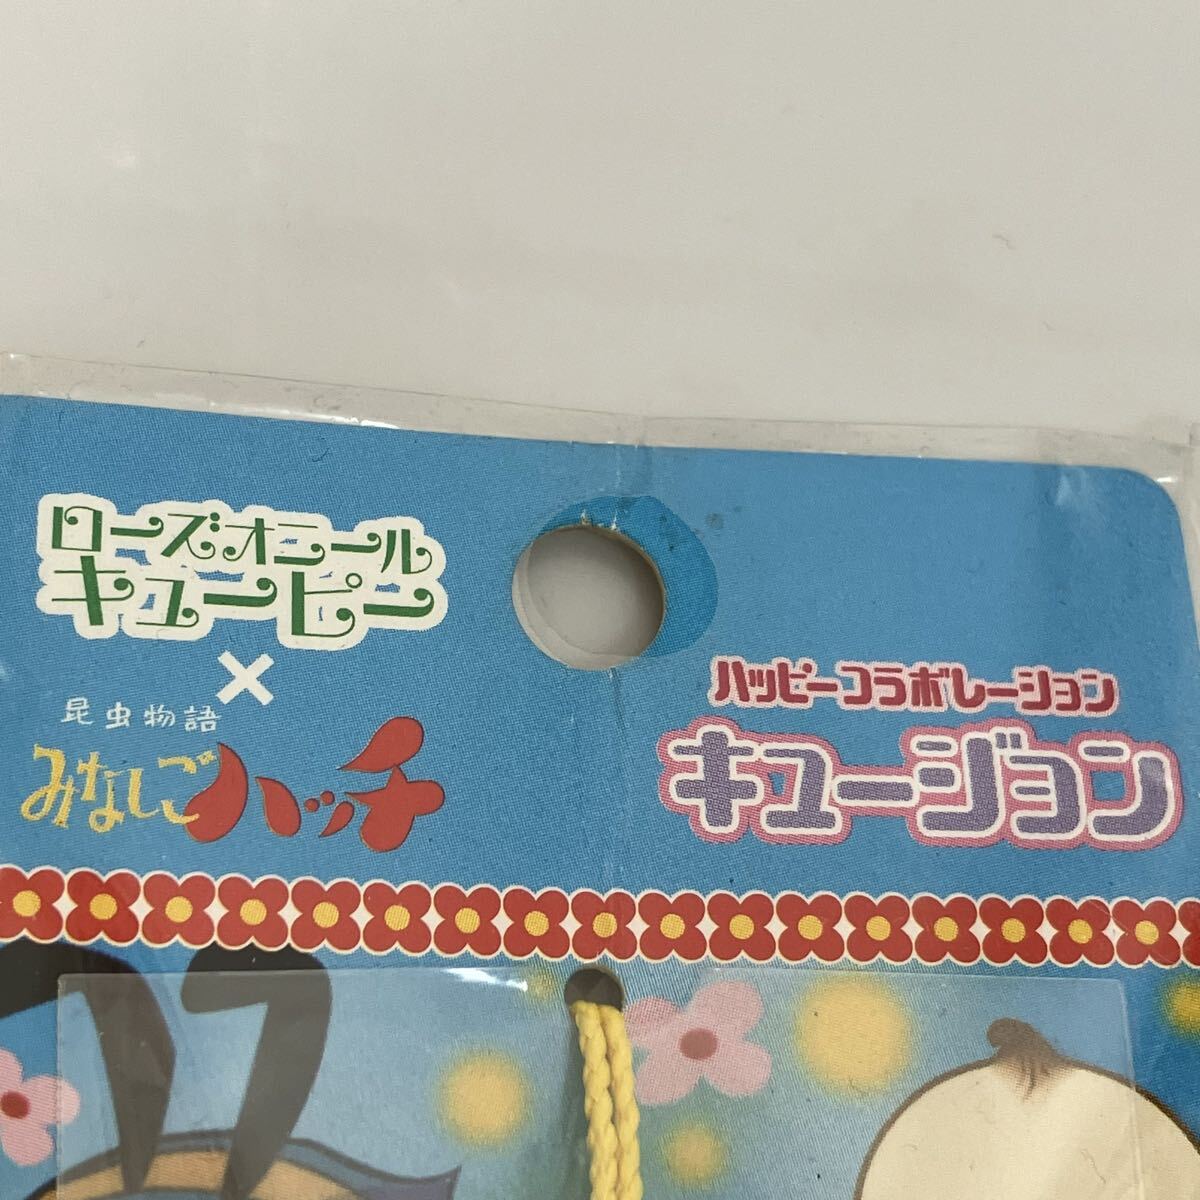 ローズオニール
キューピー
×
昆虫物語
みなしごハッチ
ハッピーコラボレーション
キュージョン